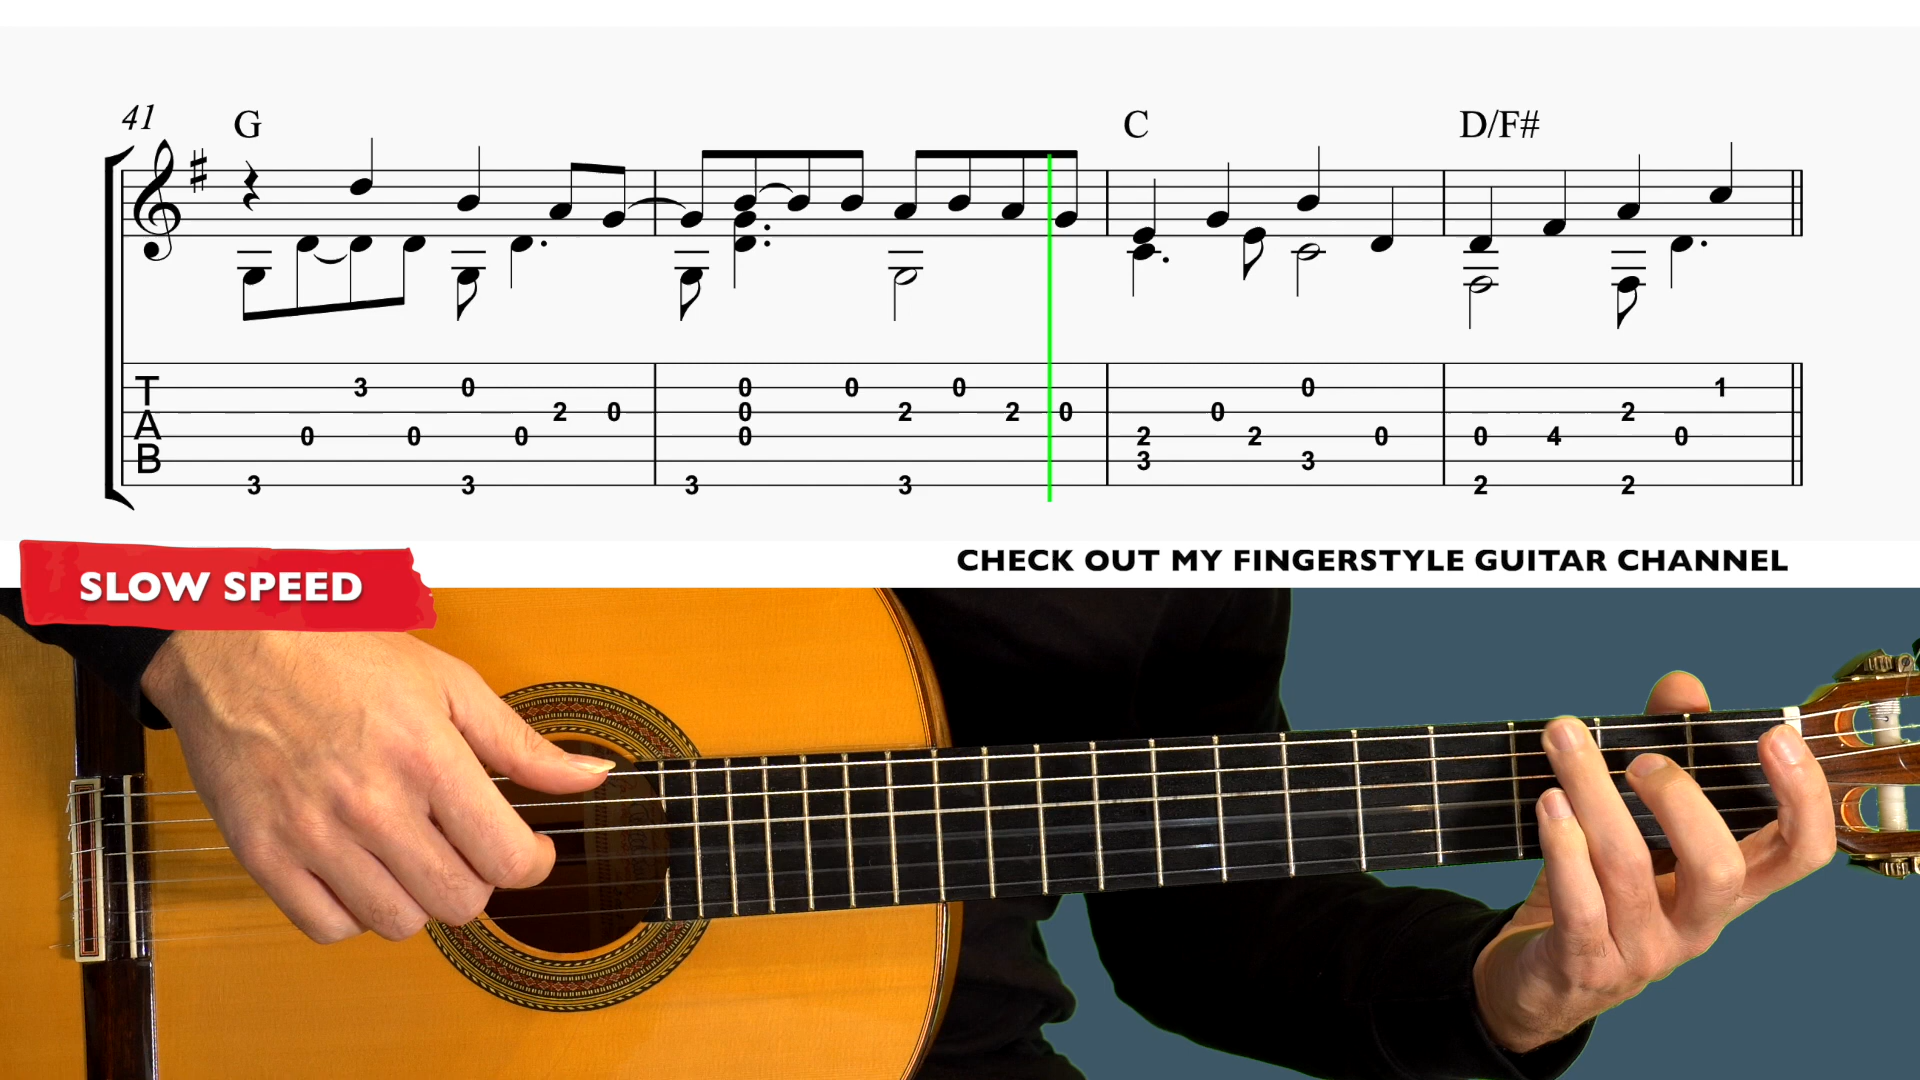 41 G C D/F#
T 3 0 0 0 0 0 1
A 2 0 0 2 2 0 0 2
0 0 0 0 2 2 0 0 4 0
B 3 3
3 3 3 3 2 2
SLOW SPEED
CHECK OUT MY FINGERSTYLE GUITAR CHANNEL